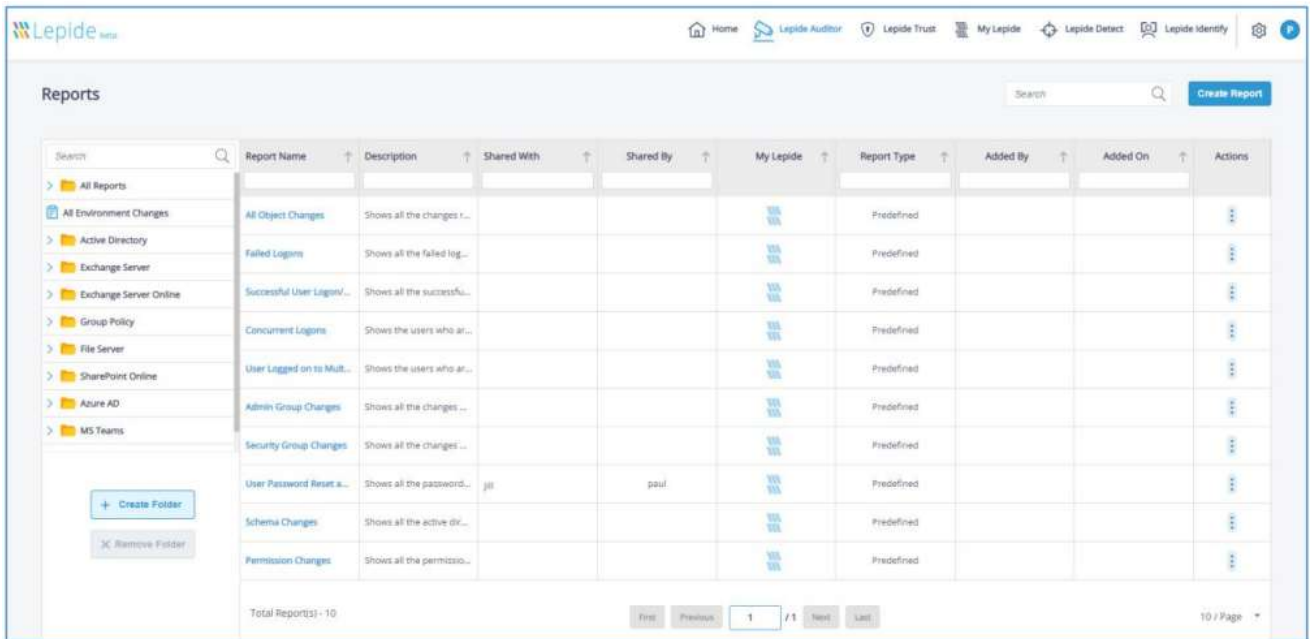 Lepide beta
Home Lepide Auditor Lepide Trust My Lepide Lepide Detect Lepide Identify P
Reports
Search Create Report
Search Report Name Description Shared With Shared By My Lepide Report Type Added By Added On Actions
All Reports
All Environment Changes All Object Changes Shows all the changes r... Predefined
Active Directory
Failed Logons Shows all the failed log... Predefined
Exchange Server
Exchange Server Online Successful User Logon/... Shows all the successfu... Predefined
Group Policy
Concurrent Logons Shows the users who ar... Predefined
File Server
SharePoint Online User Logged on to Mult... Shows the users who ar... Predefined
Azure AD Admin Group Changes Shows all the changes ... Predefined
MS Teams
Security Group Changes Shows all the changes ... Predefined
User Password Reset a... Shows all the password... jill paul Predefined
+ Create Folder
Schema Changes Shows all the active dir... Predefined
Remove Folder
Permission Changes Shows all the permissio... Predefined
Total Report(s) - 10 First Previous 1 / 1 Next Last 10 / Page